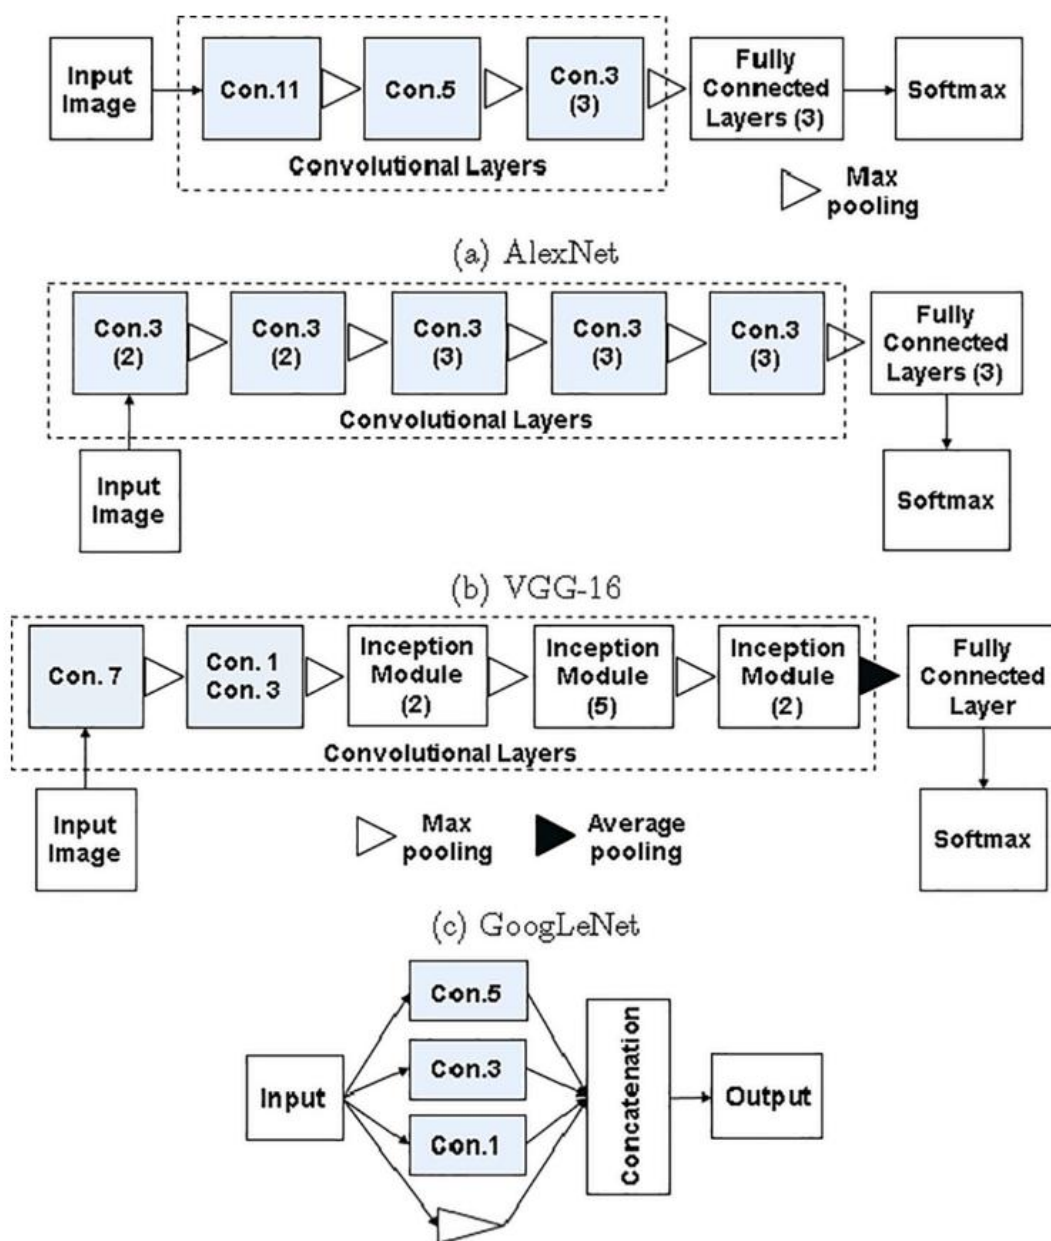 Input
Image
Con.11
Con.5
Con.3
(3)
Fully
Connected
Layers (3)
Softmax
Convolutional Layers
Max
pooling
(a) AlexNet
Con.3
(2)
Con.3
(2)
Con.3
(3)
Con.3
(3)
Con.3
(3)
Fully
Connected
Layers (3)
Convolutional Layers
Input
Image
Softmax
(b) VGG-16
Con. 7
Con. 1
Con. 3
Inception
Module
(2)
Inception
Module
(5)
Inception
Module
(2)
Fully
Connected
Layer
Convolutional Layers
Input
Image
Max
pooling
Average
pooling
Softmax
(c) GoogLeNet
Input
Con.5
Con.3
Con.1
Concatenation
Output